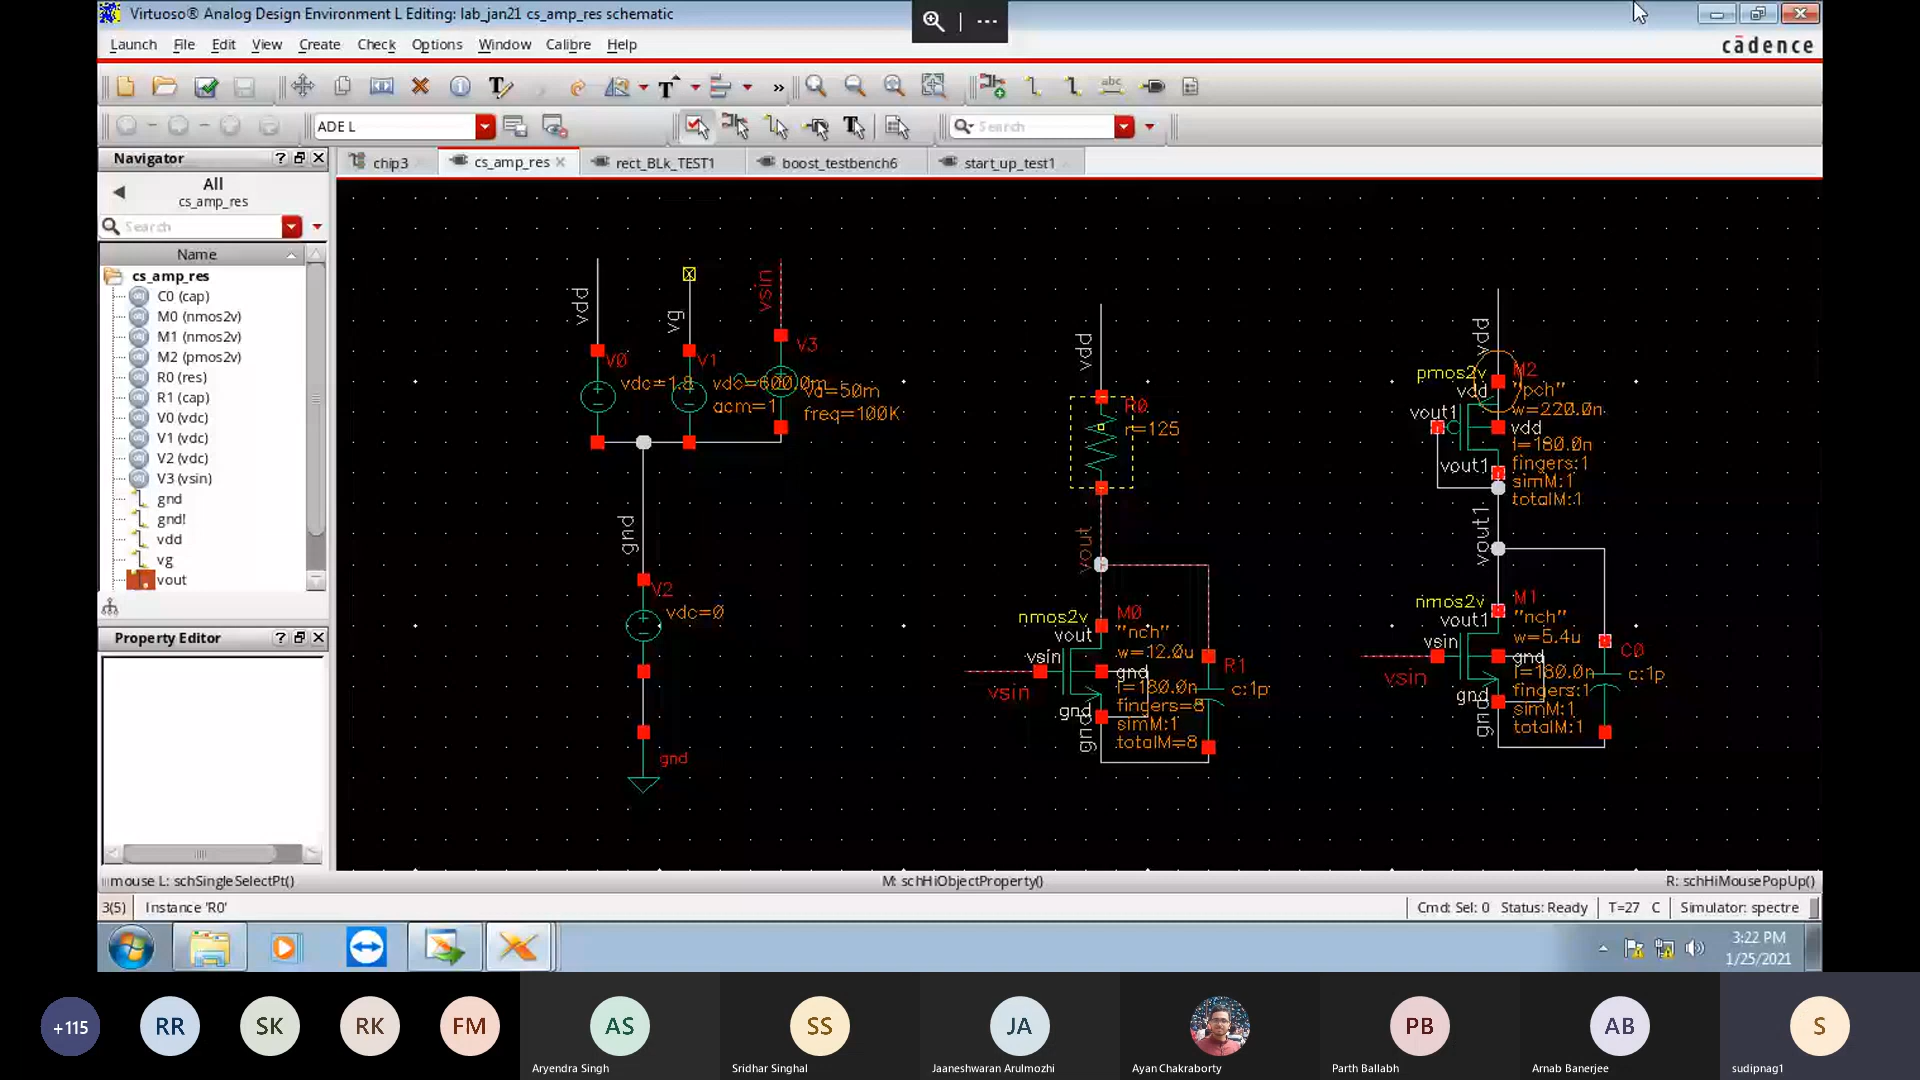 Virtuoso® Analog Design Environment L Editing: lab_jan21 cs_amp_res schematic
Launch File Edit View Create Check Options Window Calibre Help
cādence
ADE L
Search
Navigator
chip3
cs_amp_res
rect_BLk_TEST1
boost_testbench6
start_up_test1
All
cs_amp_res
Search
Name
cs_amp_res
C0 (cap)
M0 (nmos2v)
M1 (nmos2v)
M2 (pmos2v)
R0 (res)
R1 (cap)
V0 (vdc)
V1 (vdc)
V2 (vdc)
V3 (vsin)
gnd
gnd!
vdd
vg
vout
Property Editor
vdd
vg
vsin
V0
vdc=1.8
V1
vdc=600.0m
acm=1
V3
va=50m
freq=100K
gnd
V2
vdc=0
gnd
vdd
R0
r=125
vout
nmos2v
M0
vout
"nch"
vsin
w=12.0u
gnd
l=180.0n
fingers=8
gnd
simM:1
totalM=8
vsin
gnd
R1
c:1p
vdd
pmos2v
M2
vdd
"pch"
vout1
w=220.0n
vdd
l=180.0n
vout1
fingers:1
simM:1
totalM:1
vout1
nmos2v
M1
vout1
"nch"
vsin
w=5.4u
gnd
l=180.0n
gnd
fingers:1
simM:1
totalM:1
vsin
gnd
C0
c:1p
mouse L: schSingleSelectPt()
M: schHiObjectProperty()
R: schHiMousePopUp()
3(5)
Instance 'R0'
Cmd: Sel: 0 Status: Ready T=27 C Simulator: spectre
3:22 PM
1/25/2021
+115
RR
SK
RK
FM
AS
Aryendra Singh
SS
Sridhar Singhal
JA
Jaaneshwaran Arulmozhi
Ayan Chakraborty
PB
Parth Ballabh
AB
Arnab Banerjee
S
sudipnag1